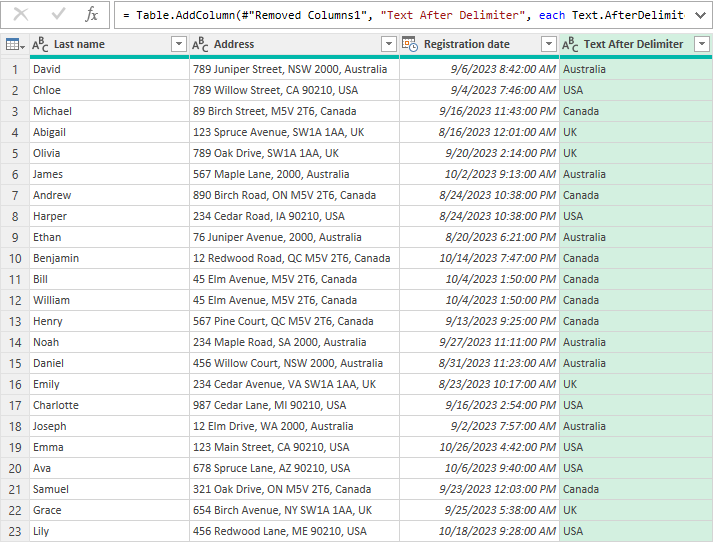 fx = Table.AddColumn(#"Removed Columns1", "Text After Delimiter", each Text.AfterDelimit
ABC Last name ABC Address Registration date ABC Text After Delimiter
1 David 789 Juniper Street, NSW 2000, Australia 9/6/2023 8:42:00 AM Australia
2 Chloe 789 Willow Street, CA 90210, USA 9/4/2023 7:46:00 AM USA
3 Michael 89 Birch Street, M5V 2T6, Canada 9/16/2023 11:43:00 PM Canada
4 Abigail 123 Spruce Avenue, SW1A 1AA, UK 8/16/2023 12:01:00 AM UK
5 Olivia 789 Oak Drive, SW1A 1AA, UK 9/20/2023 2:14:00 PM UK
6 James 567 Maple Lane, 2000, Australia 10/2/2023 9:13:00 AM Australia
7 Andrew 890 Birch Road, ON M5V 2T6, Canada 8/24/2023 10:38:00 PM Canada
8 Harper 234 Cedar Road, IA 90210, USA 8/24/2023 10:38:00 PM USA
9 Ethan 76 Juniper Avenue, 2000, Australia 8/20/2023 6:21:00 PM Australia
10 Benjamin 12 Redwood Road, QC M5V 2T6, Canada 10/14/2023 7:47:00 PM Canada
11 Bill 45 Elm Avenue, M5V 2T6, Canada 10/4/2023 1:50:00 PM Canada
12 William 45 Elm Avenue, M5V 2T6, Canada 10/4/2023 1:50:00 PM Canada
13 Henry 567 Pine Court, QC M5V 2T6, Canada 9/13/2023 9:25:00 PM Canada
14 Noah 234 Maple Road, SA 2000, Australia 9/27/2023 11:11:00 PM Australia
15 Daniel 456 Willow Court, NSW 2000, Australia 8/31/2023 11:23:00 AM Australia
16 Emily 234 Cedar Avenue, VA SW1A 1AA, UK 8/23/2023 10:17:00 AM UK
17 Charlotte 987 Cedar Lane, MI 90210, USA 9/16/2023 2:54:00 PM USA
18 Joseph 12 Elm Drive, WA 2000, Australia 9/2/2023 7:57:00 AM Australia
19 Emma 123 Main Street, CA 90210, USA 10/26/2023 4:42:00 PM USA
20 Ava 678 Spruce Lane, AZ 90210, USA 10/6/2023 9:40:00 AM USA
21 Samuel 321 Oak Drive, ON M5V 2T6, Canada 9/23/2023 12:03:00 PM Canada
22 Grace 654 Birch Avenue, NY SW1A 1AA, UK 9/25/2023 5:38:00 AM UK
23 Lily 456 Redwood Lane, ME 90210, USA 10/18/2023 9:28:00 AM USA